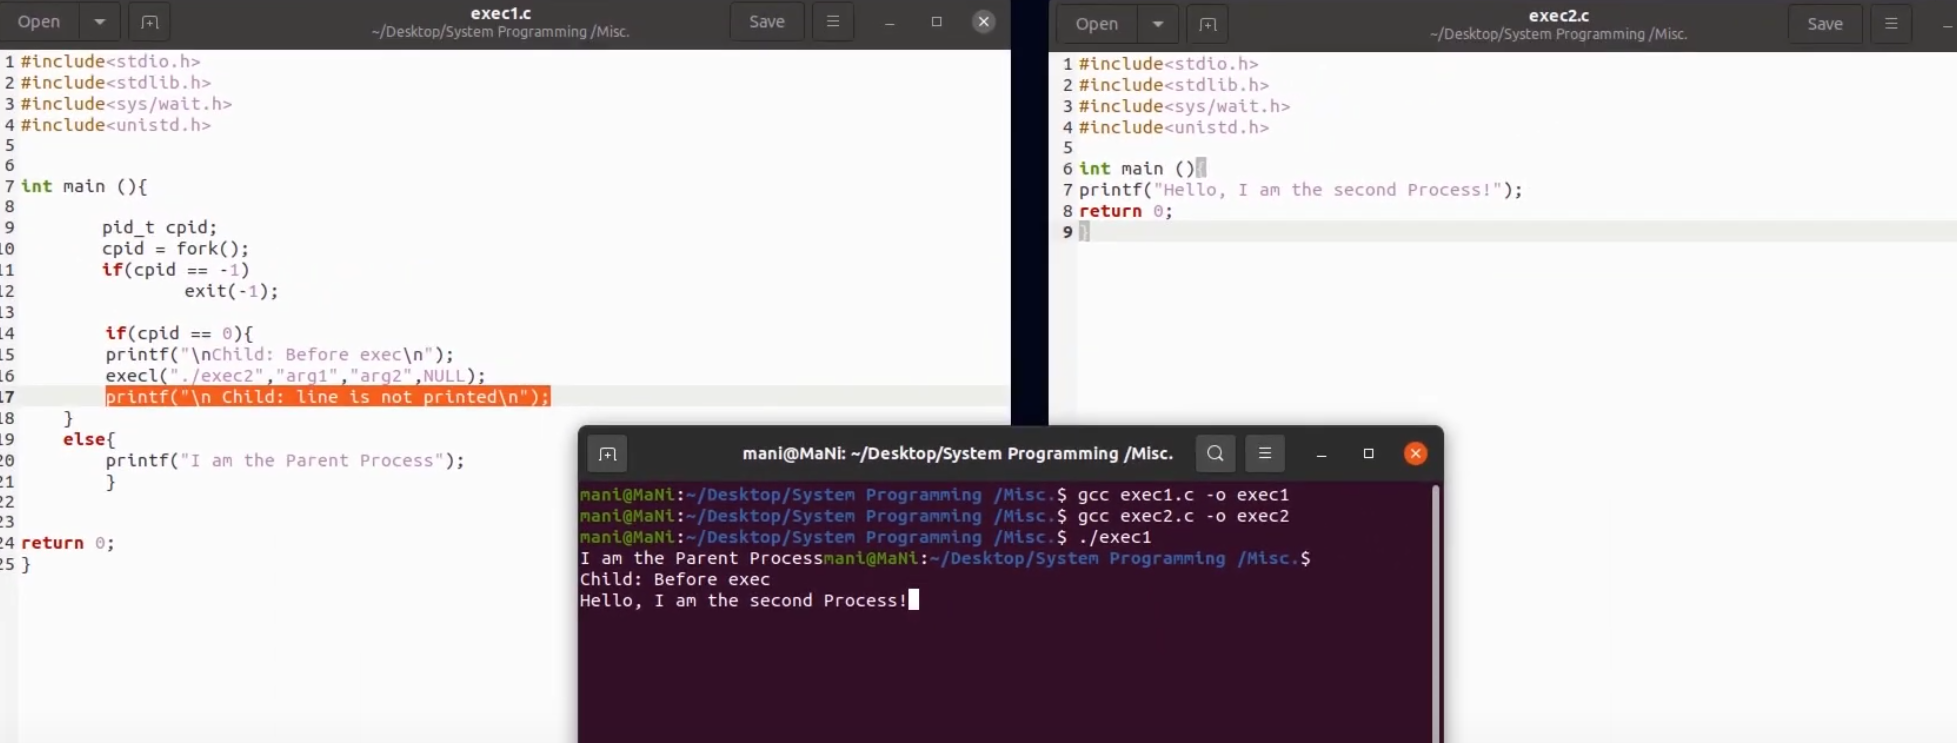 Open
exec1.c
~/Desktop/System Programming /Misc.
Save
1 #include<stdio.h>
2 #include<stdlib.h>
3 #include<sys/wait.h>
4 #include<unistd.h>
5
6
7 int main (){
8
9 pid_t cpid;
10 cpid = fork();
11 if(cpid == -1)
12 exit(-1);
13
14 if(cpid == 0){
15 printf("\nChild: Before exec\n");
16 execl("./exec2","arg1","arg2",NULL);
17 printf("\n Child: line is not printed\n");
18 }
19 else{
20 printf("I am the Parent Process");
21 }
22
23
24 return 0;
25 }
Open
exec2.c
~/Desktop/System Programming /Misc.
Save
1 #include<stdio.h>
2 #include<stdlib.h>
3 #include<sys/wait.h>
4 #include<unistd.h>
5
6 int main (){
7 printf("Hello, I am the second Process!");
8 return 0;
9 }
mani@MaNi: ~/Desktop/System Programming /Misc.
mani@MaNi:~/Desktop/System Programming /Misc.$ gcc exec1.c -o exec1
mani@MaNi:~/Desktop/System Programming /Misc.$ gcc exec2.c -o exec2
mani@MaNi:~/Desktop/System Programming /Misc.$ ./exec1
I am the Parent Processmani@MaNi:~/Desktop/System Programming /Misc.$
Child: Before exec
Hello, I am the second Process!